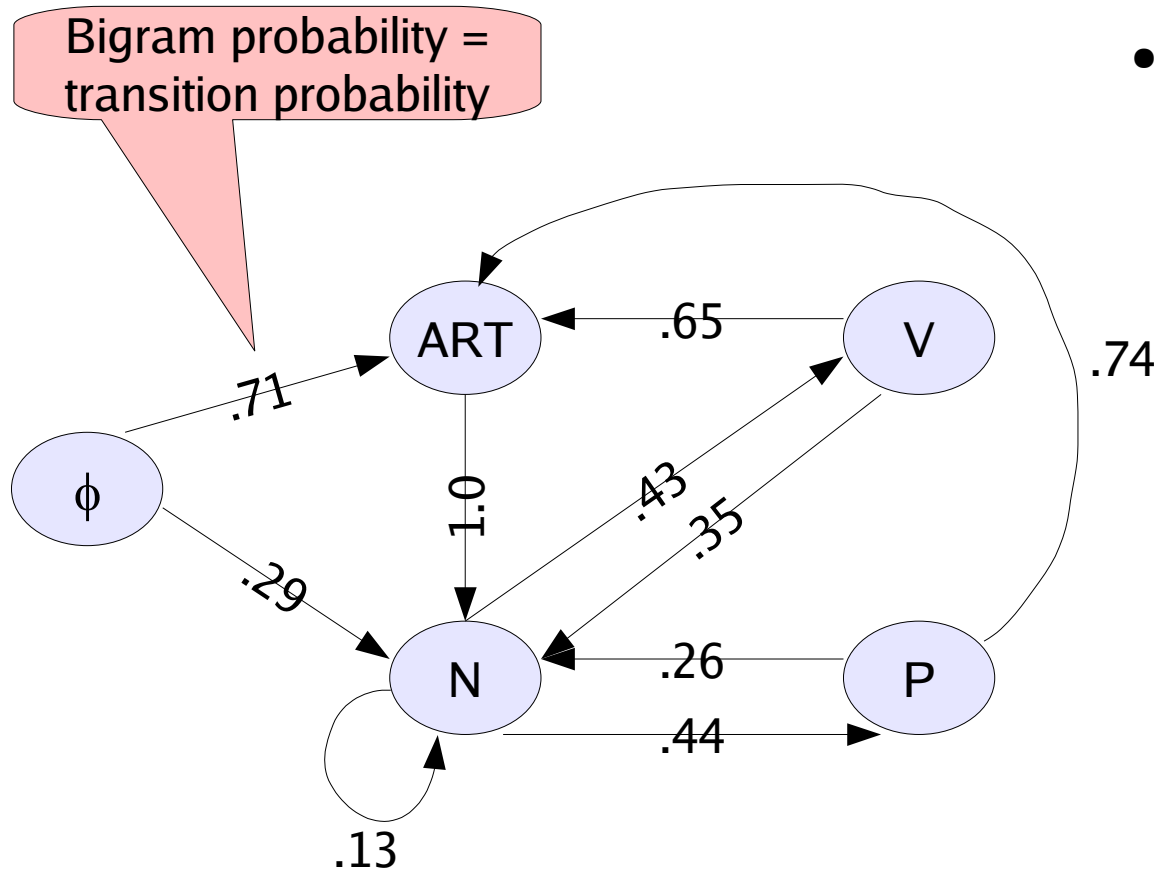 Bigram probability =
transition probability
•
ART
.65
V
.74
.71
ϕ
1.0
.43
.35
.29
N
.26
P
.44
.13